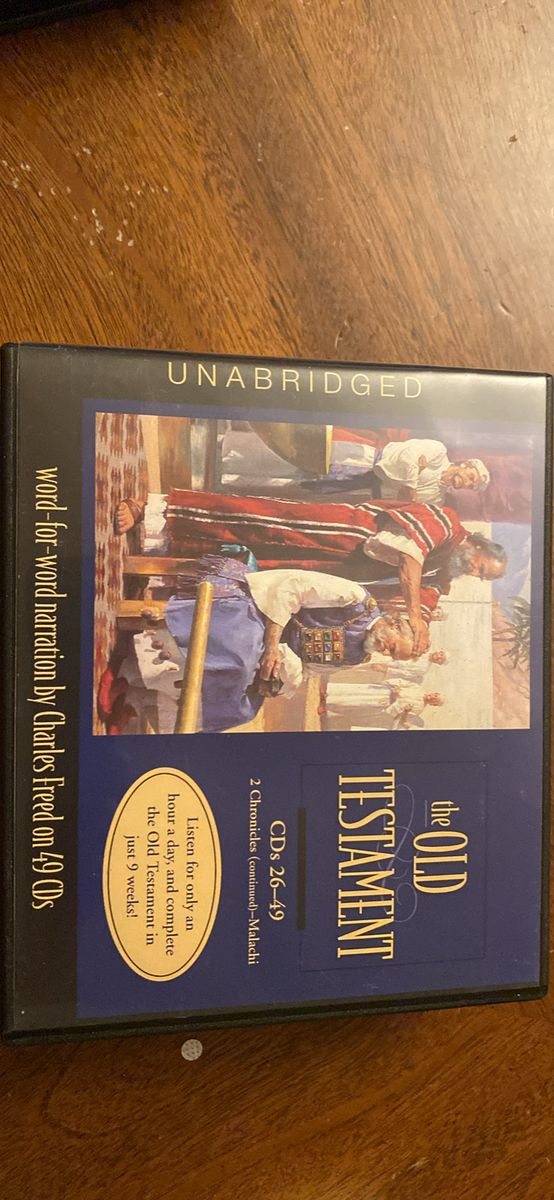 UNABRIDGED
the OLD
TESTAMENT
CDs 26–49
2 Chronicles (continued)–Malachi
Listen for only an
hour a day, and complete
the Old Testament in
just 9 weeks!
word-for-word narration by Charles Freed on 49 CDs